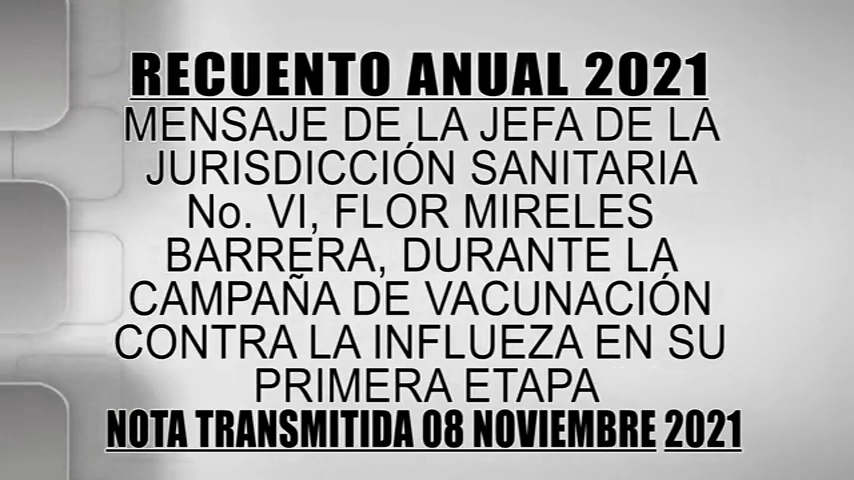 RECUENTO ANUAL 2021
MENSAJE DE LA JEFA DE LA
JURISDICCIÓN SANITARIA
No. VI, FLOR MIRELES
BARRERA, DURANTE LA
CAMPAÑA DE VACUNACIÓN
CONTRA LA INFLUEZA EN SU
PRIMERA ETAPA
NOTA TRANSMITIDA 08 NOVIEMBRE 2021